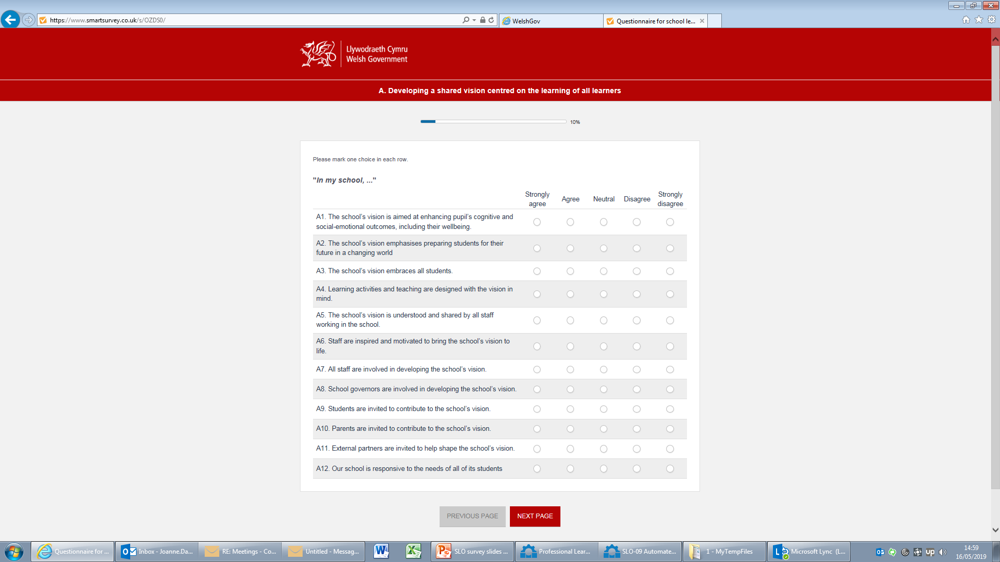 https://www.smartsurvey.co.uk/s/OZDS0/
WelshGov
Questionnaire for school le...
Llywodraeth Cymru
Welsh Government
A. Developing a shared vision centred on the learning of all learners
10%
Please mark one choice in each row.
"In my school, ..."
Strongly agree Agree Neutral Disagree Strongly disagree
A1. The school's vision is aimed at enhancing pupil's cognitive and
social-emotional outcomes, including their wellbeing.
A2. The school's vision emphasises preparing students for their
future in a changing world
A3. The school's vision embraces all students.
A4. Learning activities and teaching are designed with the vision in
mind.
A5. The school's vision is understood and shared by all staff
working in the school.
A6. Staff are inspired and motivated to bring the school's vision to
life.
A7. All staff are involved in developing the school's vision.
A8. School governors are involved in developing the school's vision.
A9. Students are invited to contribute to the school's vision.
A10. Parents are invited to contribute to the school's vision.
A11. External partners are invited to help shape the school's vision.
A12. Our school is responsive to the needs of all of its students
PREVIOUS PAGE NEXT PAGE
Questionnaire for ...
Inbox - Joanne.Da...
RE: Meetings - Co...
Untitled - Messag...
SLO survey slides ...
Professional Lear...
SLO-09 Automate...
1 - MyTempFiles
Microsoft Lync (L...
up
14:59
16/05/2019